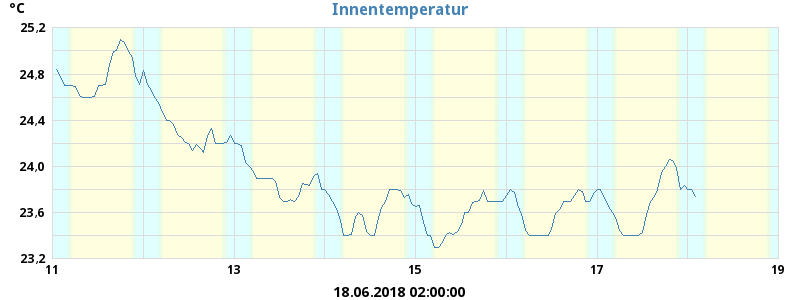 °C
Innentemperatur
25,2
24,8
24,4
24,0
23,6
23,2
11 13 15 17 19
18.06.2018 02:00:00